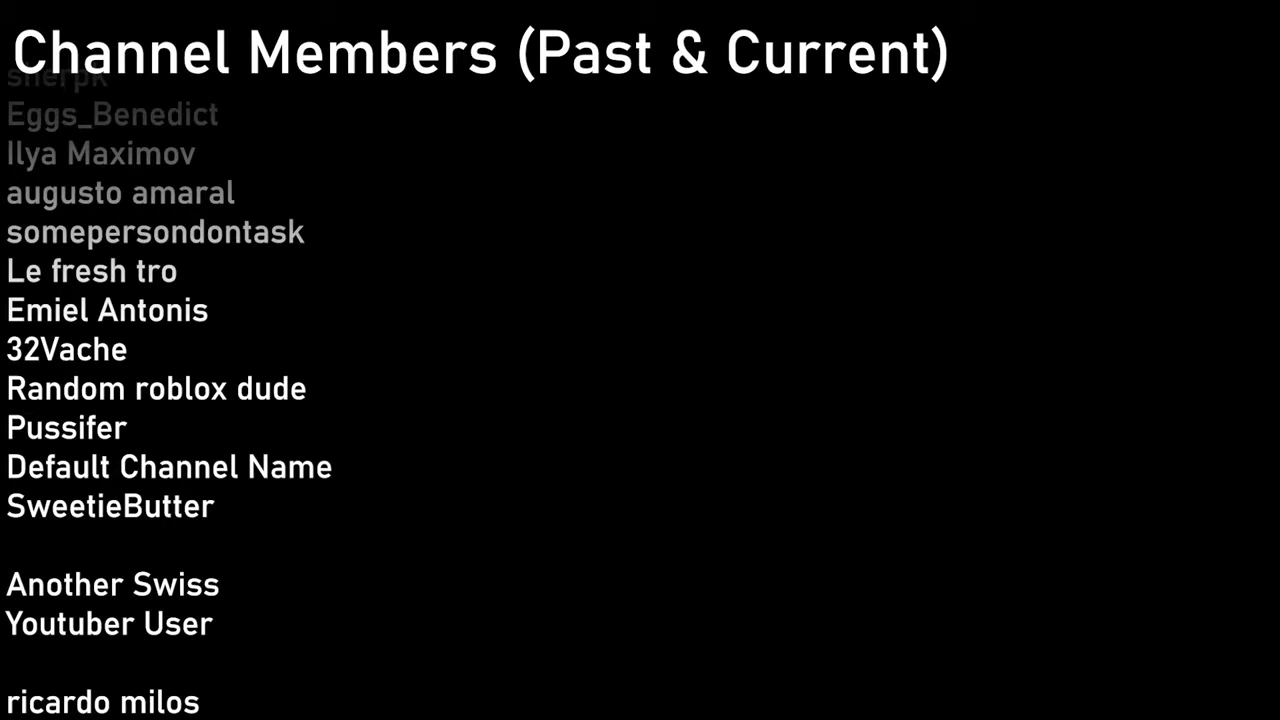 Channel Members (Past & Current)
sherpk
Eggs_Benedict
Ilya Maximov
augusto amaral
somepersondontask
Le fresh tro
Emiel Antonis
32Vache
Random roblox dude
Pussifer
Default Channel Name
SweetieButter
Another Swiss
Youtuber User
ricardo milos